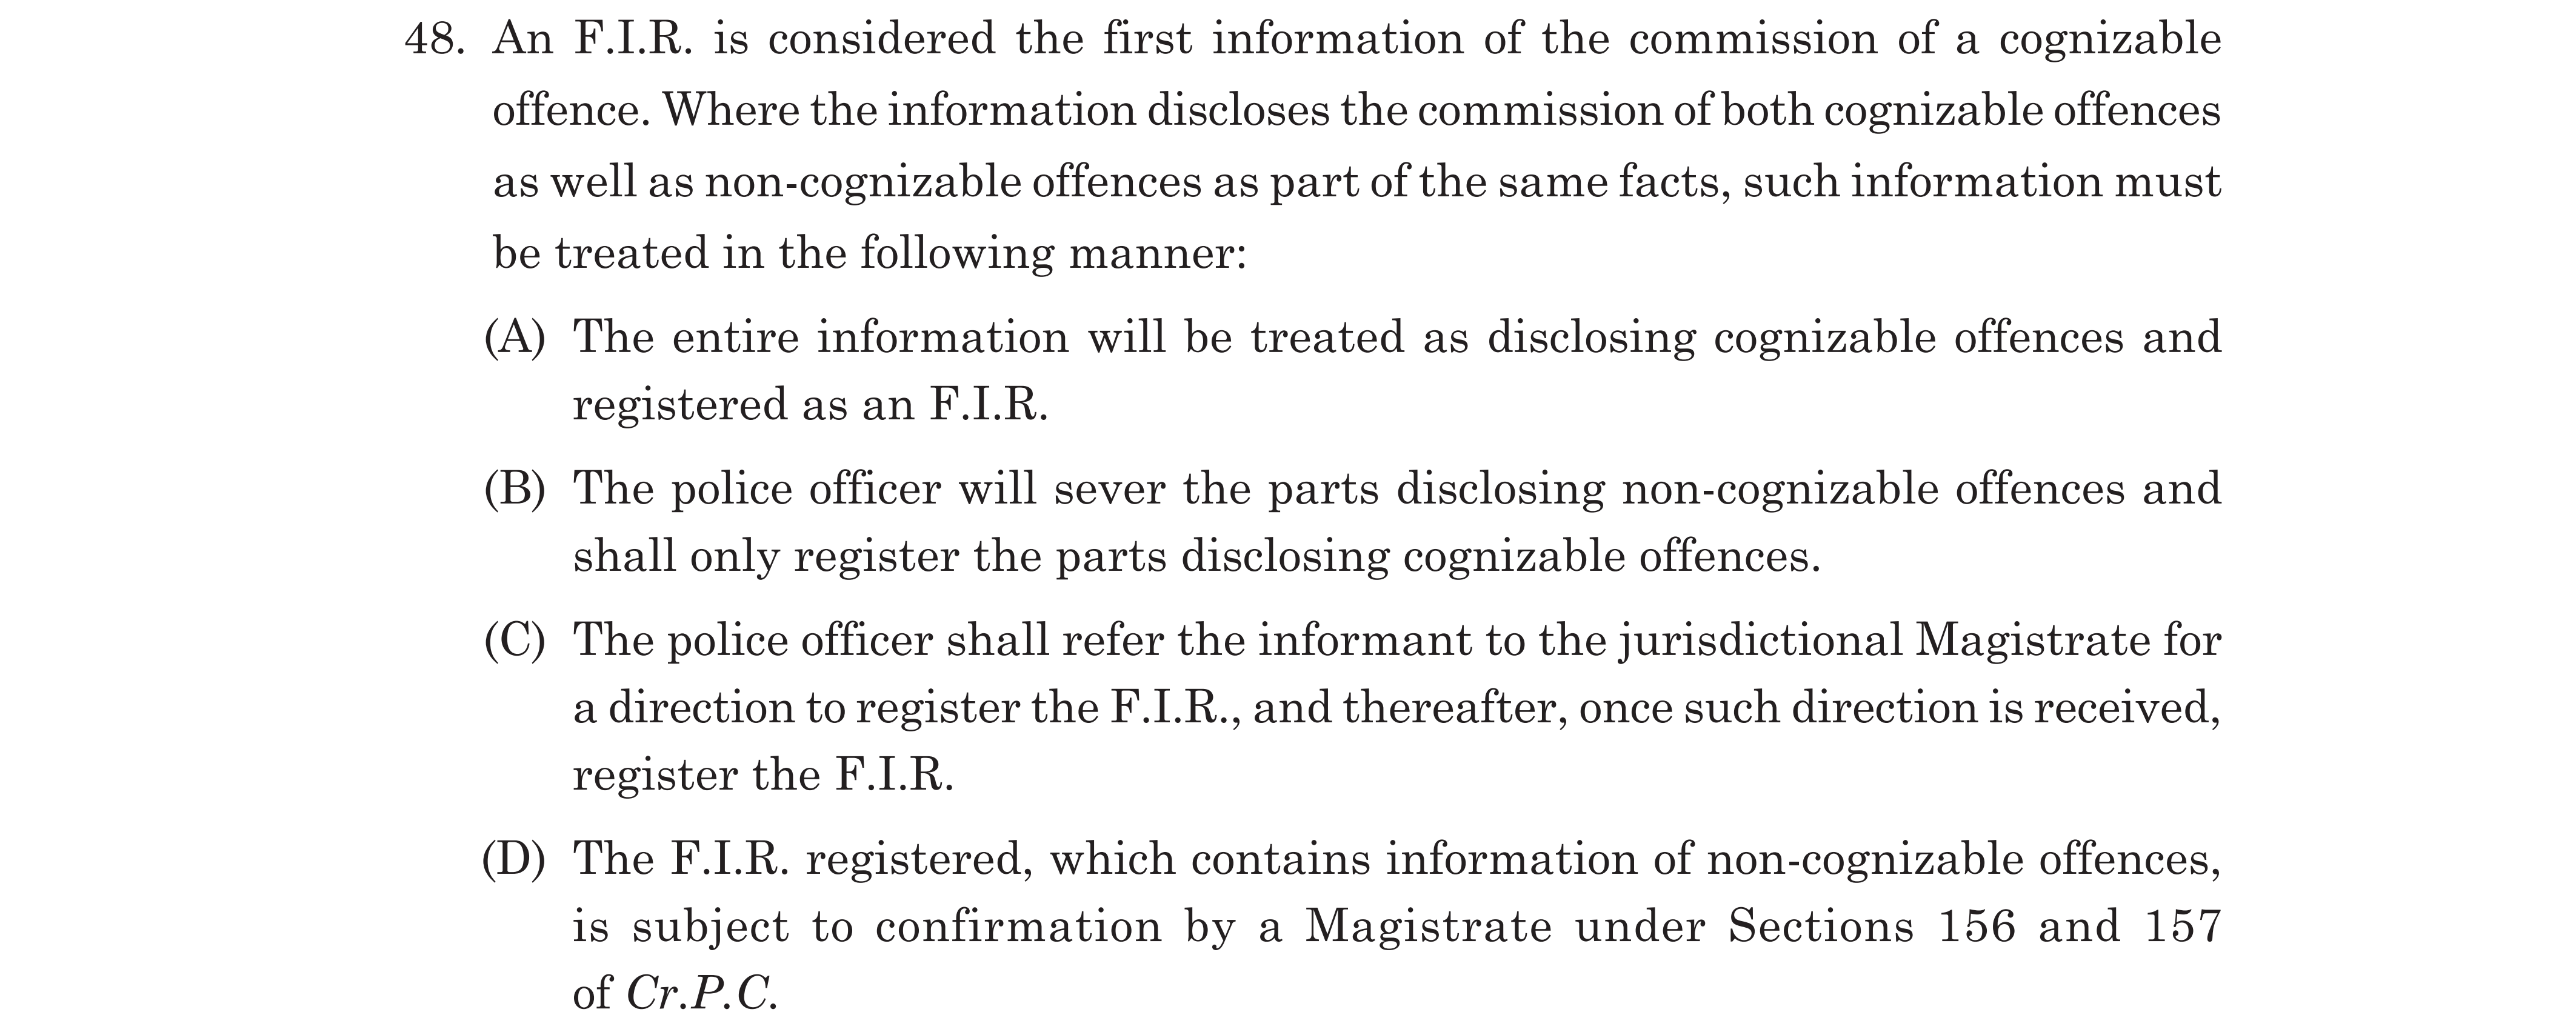 48. An F.I.R. is considered the first information of the commission of a cognizable
offence. Where the information discloses the commission of both cognizable offences
as well as non-cognizable offences as part of the same facts, such information must
be treated in the following manner:
(A) The entire information will be treated as disclosing cognizable offences and
registered as an F.I.R.
(B) The police officer will sever the parts disclosing non-cognizable offences and
shall only register the parts disclosing cognizable offences.
(C) The police officer shall refer the informant to the jurisdictional Magistrate for
a direction to register the F.I.R., and thereafter, once such direction is received,
register the F.I.R.
(D) The F.I.R. registered, which contains information of non-cognizable offences,
is subject to confirmation by a Magistrate under Sections 156 and 157
of Cr.P.C.